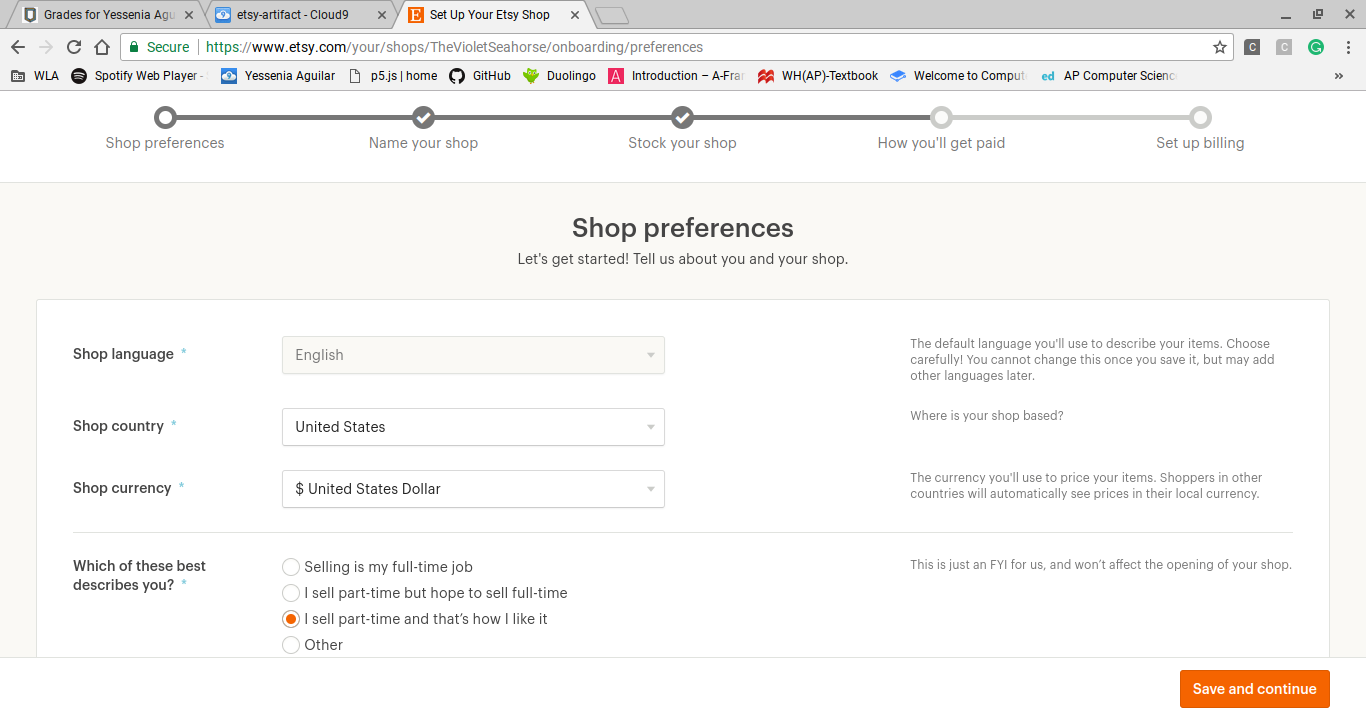 Grades for Yessenia Agu
etsy-artifact - Cloud9
Set Up Your Etsy Shop
Secure
https://www.etsy.com/your/shops/TheVioletSeahorse/onboarding/preferences
C
C
WLA
Spotify Web Player -
Yessenia Aguilar
p5.js | home
GitHub
Duolingo
A
Introduction – A-Fra
WH(AP)-Textbook
Welcome to Comput
ed
AP Computer Scienc
»
Shop preferences
Name your shop
Stock your shop
How you'll get paid
Set up billing
Shop preferences
Let's get started! Tell us about you and your shop.
Shop language *
English
The default language you'll use to describe your items. Choose
carefully! You cannot change this once you save it, but may add
other languages later.
Shop country *
United States
Where is your shop based?
Shop currency *
$ United States Dollar
The currency you'll use to price your items. Shoppers in other
countries will automatically see prices in their local currency.
Which of these best
describes you? *
Selling is my full-time job
I sell part-time but hope to sell full-time
I sell part-time and that’s how I like it
Other
This is just an FYI for us, and won’t affect the opening of your shop.
Save and continue